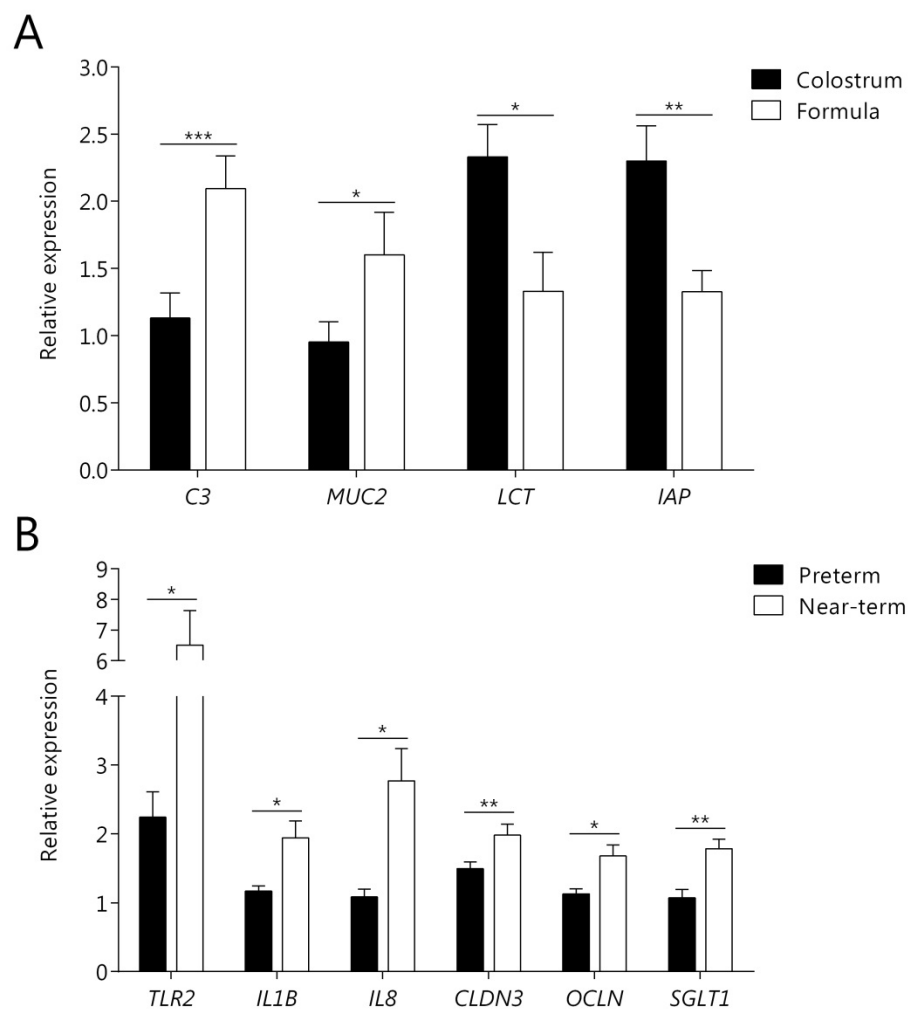 A
3.0
2.5
2.0
1.5
1.0
0.5
0.0
Relative expression
***
*
*
**
Colostrum
Formula
C3 MUC2 LCT IAP
B
9
8
7
6
4
3
2
1
0
Relative expression
*
*
*
**
*
**
Preterm
Near-term
TLR2 IL1B IL8 CLDN3 OCLN SGLT1